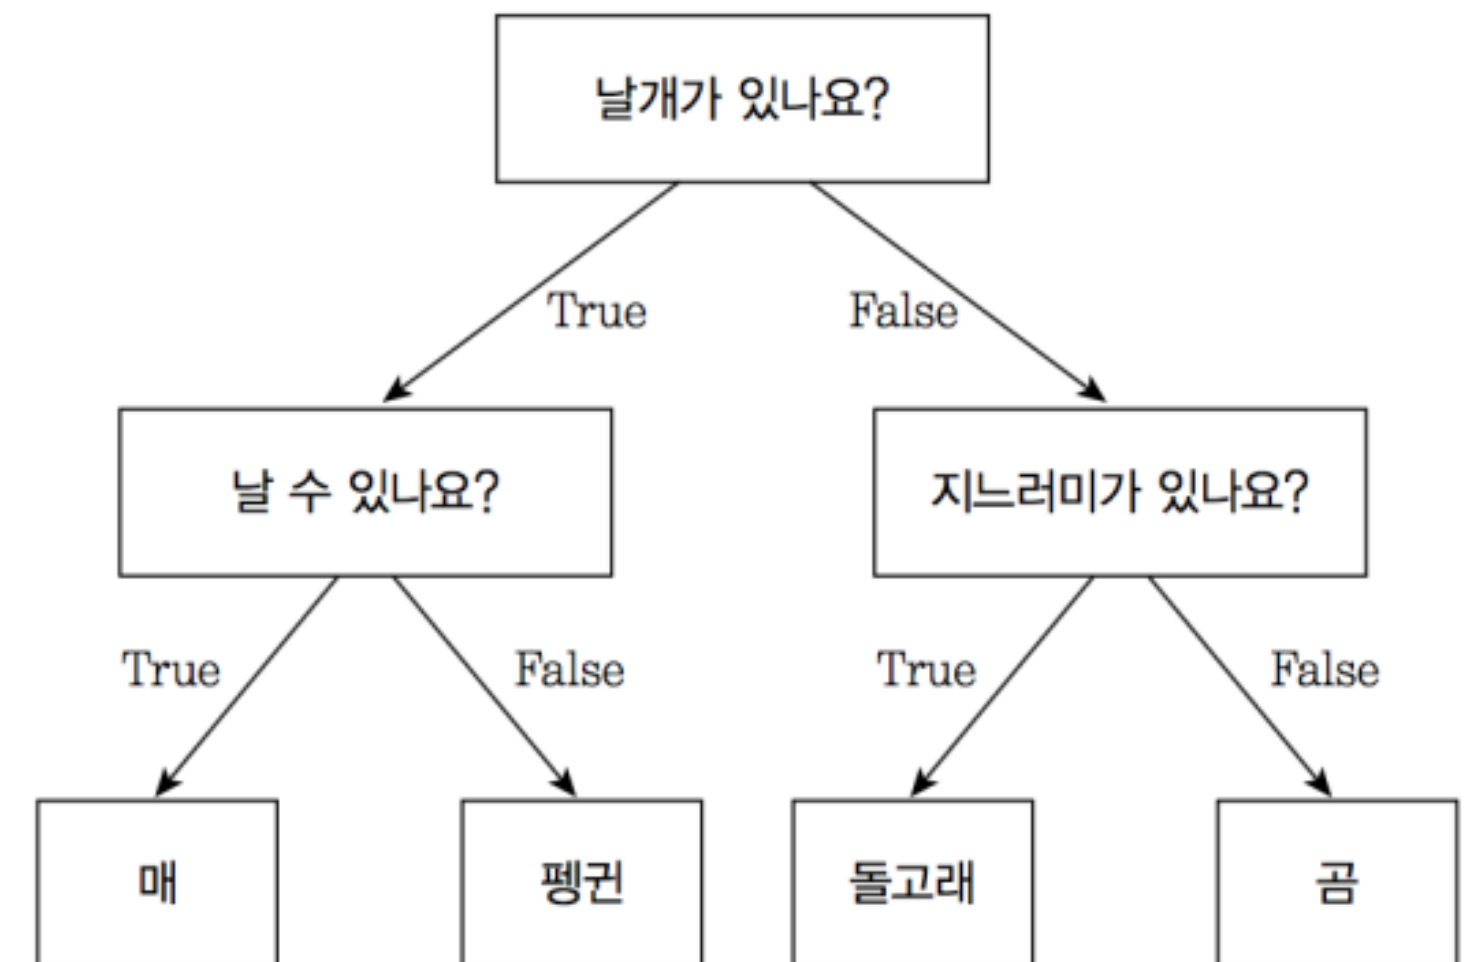 날개가 있나요?
True
False
날 수 있나요?
지느러미가 있나요?
True
False
True
False
매
펭귄
돌고래
곰